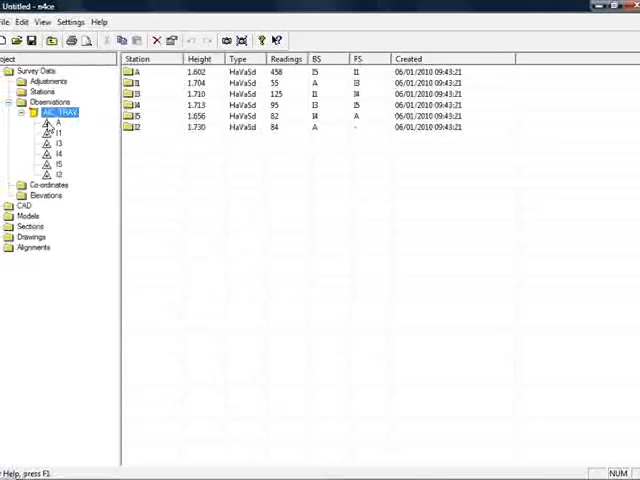 Untitled - n4ce
File Edit View Settings Help
Project
Survey Data
Adjustments
Stations
Observations
AIC_TRAV
A
I1
I3
I4
I5
I2
Co-ordinates
Elevations
CAD
Models
Sections
Drawings
Alignments
Station Height Type Readings BS FS Created
A 1.602 HaVaSd 458 I5 I1 06/01/2010 09:43:21
I1 1.704 HaVaSd 55 A I3 06/01/2010 09:43:21
I3 1.710 HaVaSd 125 I1 I4 06/01/2010 09:43:21
I4 1.713 HaVaSd 95 I3 I5 06/01/2010 09:43:21
I5 1.656 HaVaSd 82 I4 A 06/01/2010 09:43:21
I2 1.730 HaVaSd 84 A - 06/01/2010 09:43:21
For Help, press F1
NUM